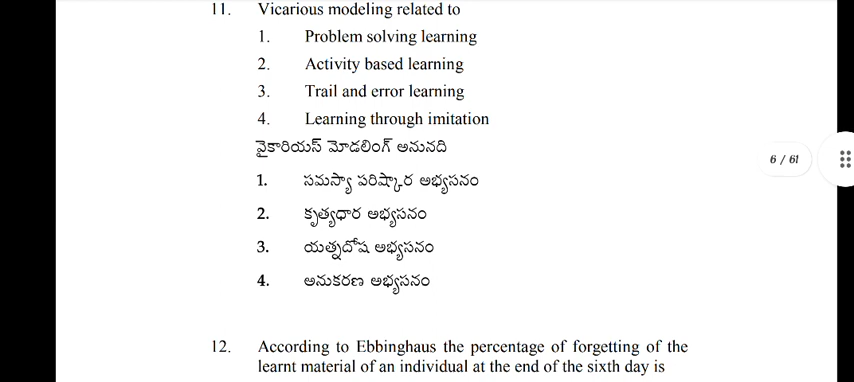 11. Vicarious modeling related to
1. Problem solving learning
2. Activity based learning
3. Trail and error learning
4. Learning through imitation
వైకారియస్ మోడలింగ్ అనునది
1. సమస్యా పరిష్కార అభ్యసనం
2. కృత్యధార అభ్యసనం
3. యత్నదోష అభ్యసనం
4. అనుకరణ అభ్యసనం
6 / 61
12. According to Ebbinghaus the percentage of forgetting of the
learnt material of an individual at the end of the sixth day is